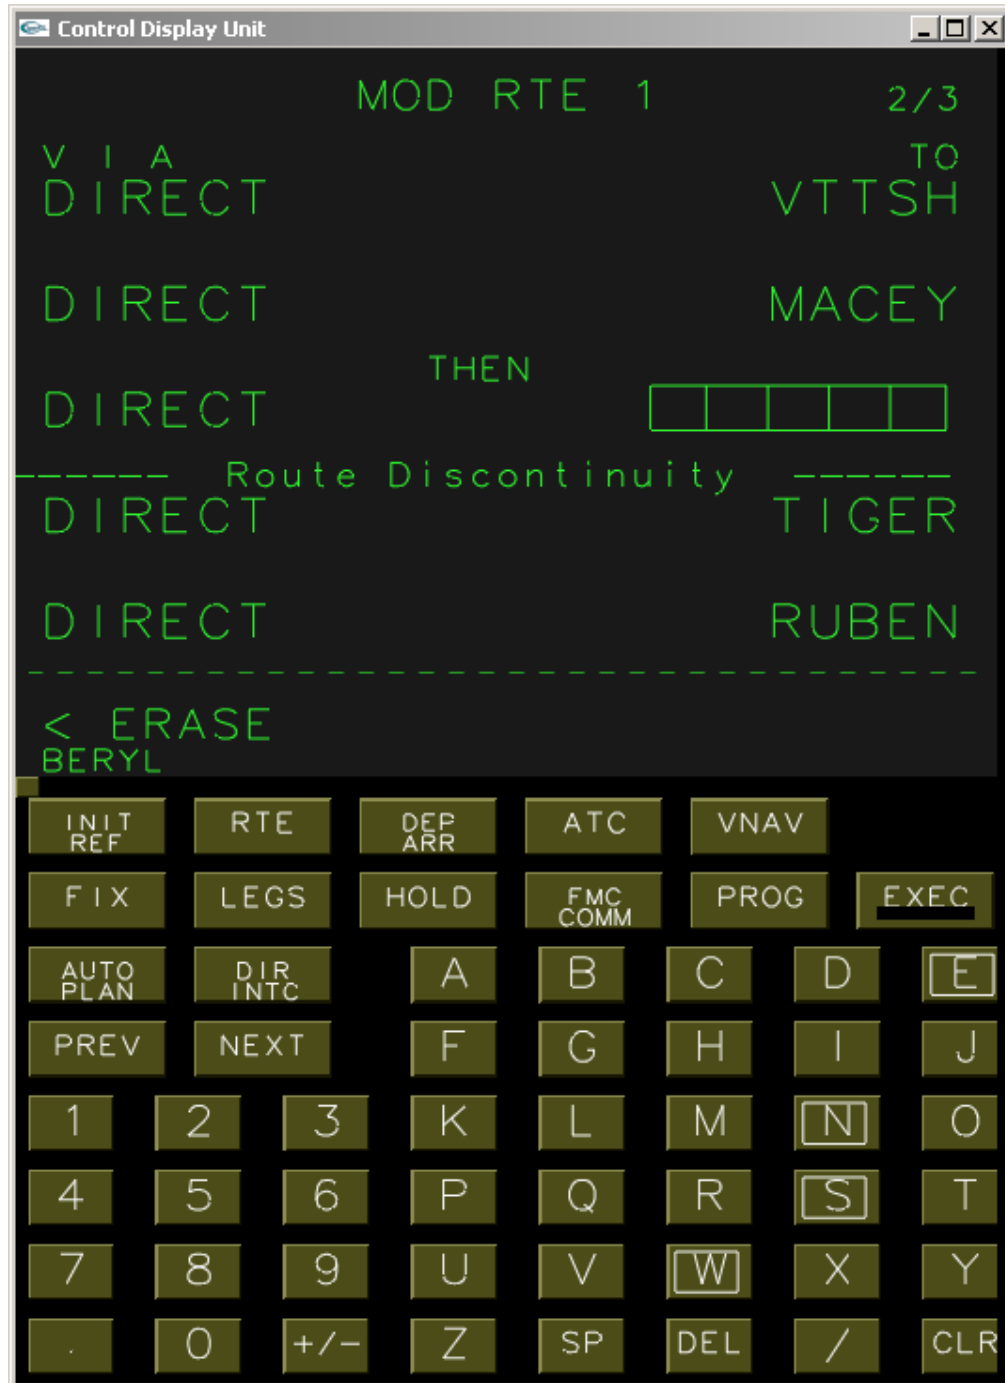 Control Display Unit
MOD RTE 1 2/3
VIA TO
DIRECT VTTSH
DIRECT MACEY
THEN
DIRECT
------ Route Discontinuity ------
DIRECT TIGER
DIRECT RUBEN
--------------------------------
< ERASE
BERYL
INIT REF RTE DEP ARR ATC VNAV
FIX LEGS HOLD FMC COMM PROG EXEC
AUTO PLAN DIR INTC A B C D E
PREV NEXT F G H I J
1 2 3 K L M N O
4 5 6 P Q R S T
7 8 9 U V W X Y
. 0 +/- Z SP DEL / CLR